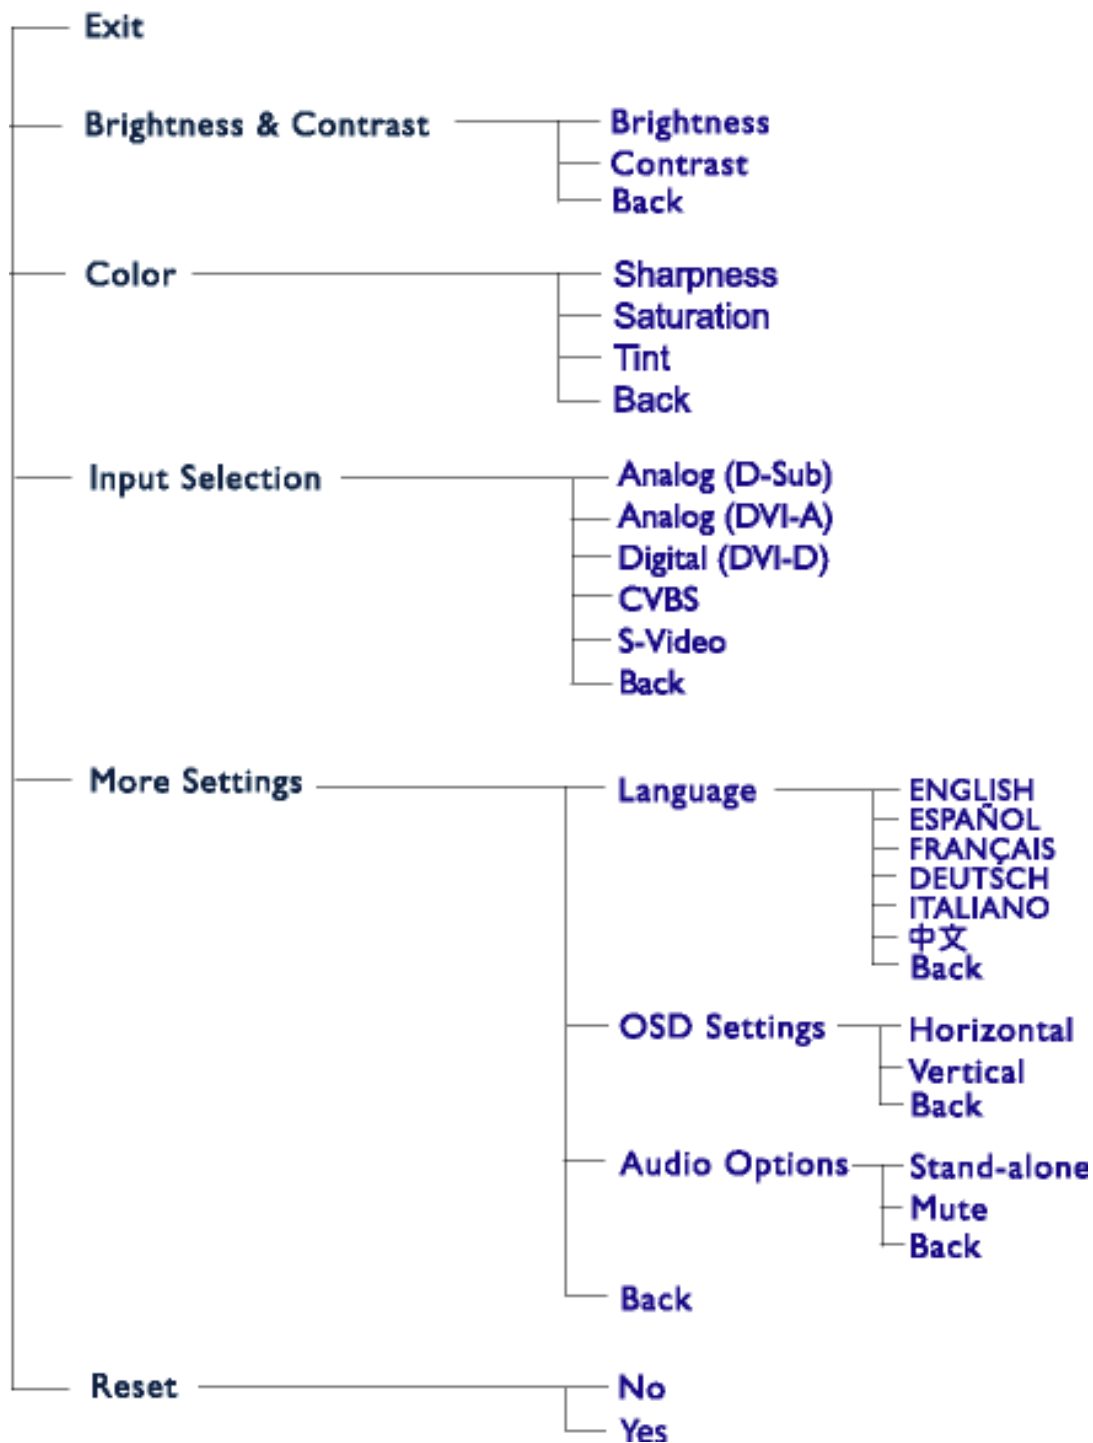 Exit
Brightness & Contrast
Brightness
Contrast
Back
Color
Sharpness
Saturation
Tint
Back
Input Selection
Analog (D-Sub)
Analog (DVI-A)
Digital (DVI-D)
CVBS
S-Video
Back
More Settings
Language
ENGLISH
ESPAÑOL
FRANÇAIS
DEUTSCH
ITALIANO
中文
Back
OSD Settings
Horizontal
Vertical
Back
Audio Options
Stand-alone
Mute
Back
Back
Reset
No
Yes